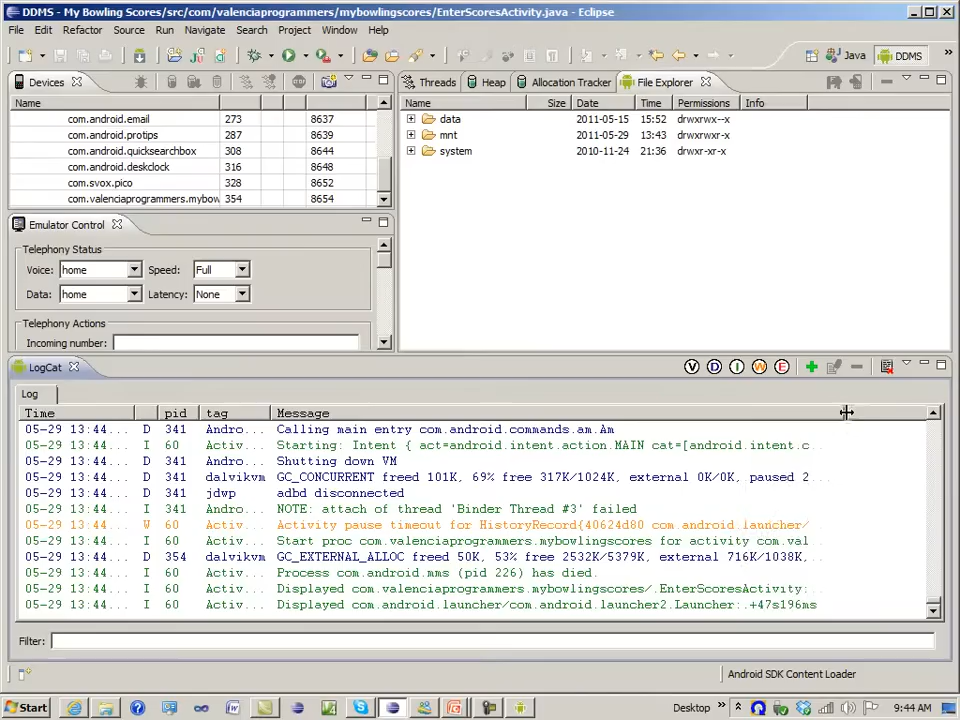 DDMS - My Bowling Scores/src/com/valenciaprogrammers/mybowlingscores/EnterScoresActivity.java - Eclipse
File Edit Refactor Source Run Navigate Search Project Window Help
Java DDMS »
Devices
Threads Heap Allocation Tracker File Explorer
Name
com.android.email 273 8637
com.android.protips 287 8639
com.android.quicksearchbox 308 8644
com.android.deskclock 316 8648
com.svox.pico 328 8652
com.valenciaprogrammers.mybow 354 8654
Name Size Date Time Permissions Info
data 2011-05-15 15:52 drwxrwx--x
mnt 2011-05-29 13:43 drwxrwxr-x
system 2010-11-24 21:36 drwxr-xr-x
Emulator Control
Telephony Status
Voice: home Speed: Full
Data: home Latency: None
Telephony Actions
Incoming number:
LogCat
V D I W E
Log
Time pid tag Message
05-29 13:44... D 341 Andro... Calling main entry com.android.commands.am.Am
05-29 13:44... I 60 Activ... Starting: Intent { act=android.intent.action.MAIN cat=[android.intent.c...
05-29 13:44... D 341 Andro... Shutting down VM
05-29 13:44... D 341 dalvikvm GC_CONCURRENT freed 101K, 69% free 317K/1024K, external 0K/0K, paused 2...
05-29 13:44... D 341 jdwp adbd disconnected
05-29 13:44... I 341 Andro... NOTE: attach of thread 'Binder Thread #3' failed
05-29 13:44... W 60 Activ... Activity pause timeout for HistoryRecord{40624d80 com.android.launcher/...
05-29 13:44... I 60 Activ... Start proc com.valenciaprogrammers.mybowlingscores for activity com.val...
05-29 13:44... D 354 dalvikvm GC_EXTERNAL_ALLOC freed 50K, 53% free 2532K/5379K, external 716K/1038K,...
05-29 13:44... I 60 Activ... Process com.android.mms (pid 226) has died.
05-29 13:44... I 60 Activ... Displayed com.valenciaprogrammers.mybowlingscores/.EnterScoresActivity:...
05-29 13:44... I 60 Activ... Displayed com.android.launcher/com.android.launcher2.Launcher: +47s196ms
Filter:
Android SDK Content Loader
Start Desktop » 9:44 AM